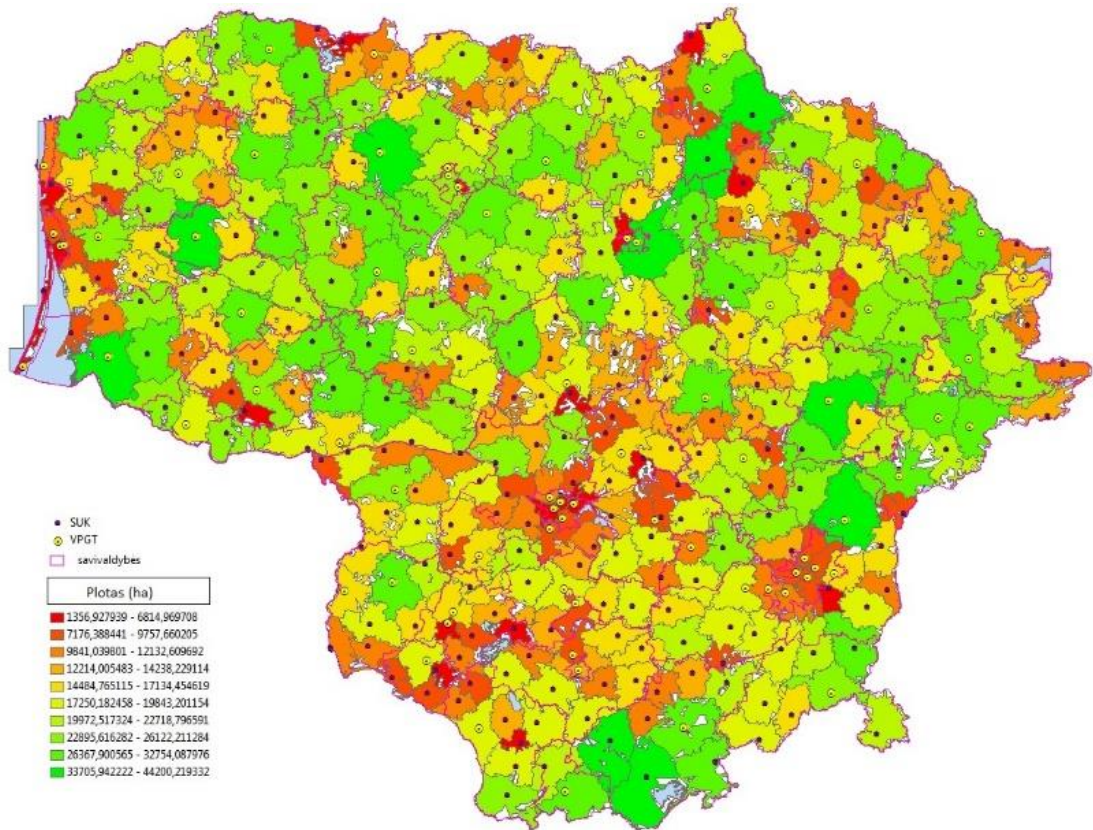 SUK
VPGT
savivaldybes
Plotas (ha)
1356,927939 - 6814,969708
7176,388441 - 9757,660205
9841,039801 - 12132,609692
12214,005483 - 14238,229114
14484,765115 - 17134,454619
17250,182458 - 19843,201154
19972,517324 - 22718,796591
22895,616282 - 26122,211284
26367,900565 - 32754,087976
33705,942222 - 44200,219332